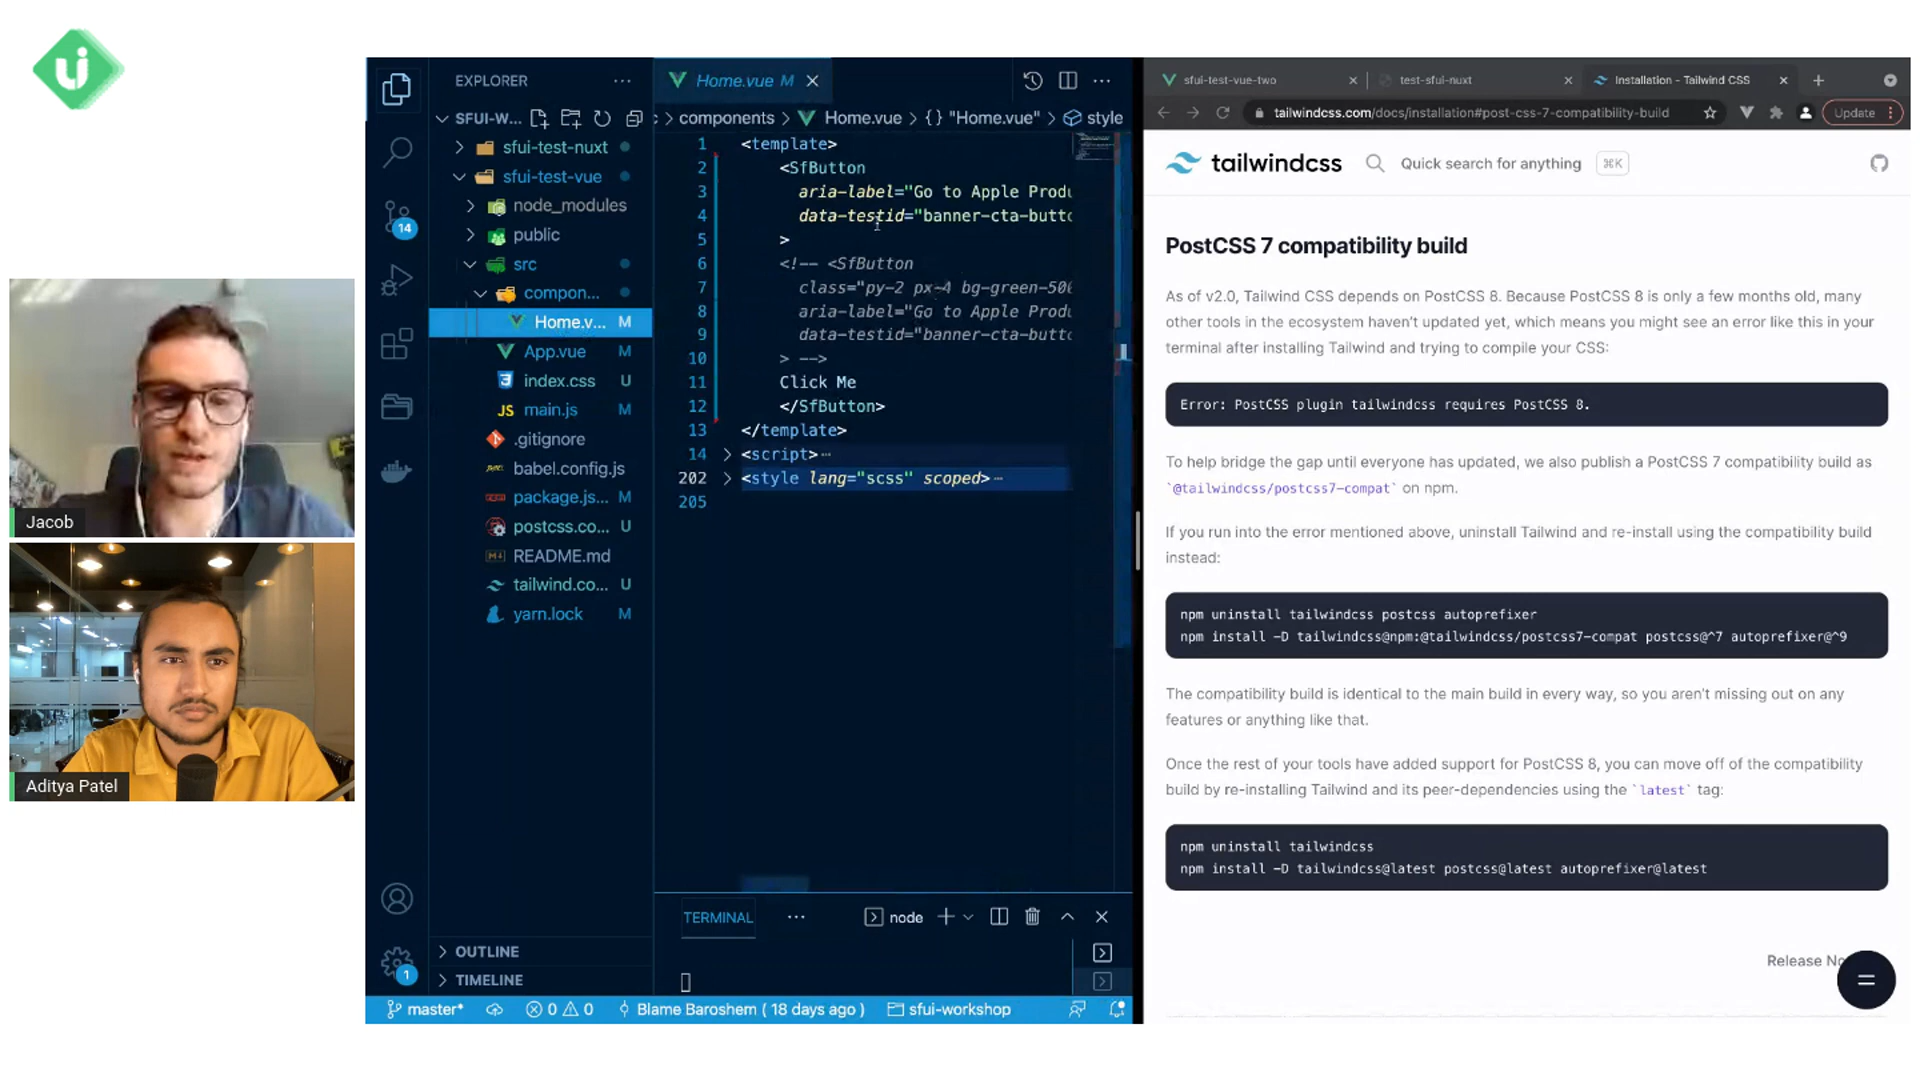 Ui
Jacob
Aditya Patel
EXPLORER
SFUI-W...
sfui-test-nuxt
sfui-test-vue
node_modules
public
src
compon...
Home.v... M
App.vue M
index.css U
JS main.js M
.gitignore
babel.config.js
package.js... M
postcss.co... U
README.md
tailwind.co... U
yarn.lock M
OUTLINE
TIMELINE
14
1
Home.vue M
components > Home.vue > {} "Home.vue" > style
1 <template>
2 <SfButton
3 aria-label="Go to Apple Produ
4 data-testid="banner-cta-butto
5 >
6 <!-- <SfButton
7 class="py-2 px-4 bg-green-500
8 aria-label="Go to Apple Produ
9 data-testid="banner-cta-butto
10 > -->
11 Click Me
12 </SfButton>
13 </template>
14 <script>
202 <style lang="scss" scoped>
205
TERMINAL
node
master*
0 0
Blame Baroshem ( 18 days ago )
sfui-workshop
sfui-test-vue-two
test-sfui-nuxt
Installation - Tailwind CSS
tailwindcss.com/docs/installation#post-css-7-compatibility-build
Update
tailwindcss
Quick search for anything
⌘K
PostCSS 7 compatibility build
As of v2.0, Tailwind CSS depends on PostCSS 8. Because PostCSS 8 is only a few months old, many
other tools in the ecosystem haven't updated yet, which means you might see an error like this in your
terminal after installing Tailwind and trying to compile your CSS:
Error: PostCSS plugin tailwindcss requires PostCSS 8.
To help bridge the gap until everyone has updated, we also publish a PostCSS 7 compatibility build as
`@tailwindcss/postcss7-compat` on npm.
If you run into the error mentioned above, uninstall Tailwind and re-install using the compatibility build
instead:
npm uninstall tailwindcss postcss autoprefixer
npm install -D tailwindcss@npm:@tailwindcss/postcss7-compat postcss@^7 autoprefixer@^9
The compatibility build is identical to the main build in every way, so you aren't missing out on any
features or anything like that.
Once the rest of your tools have added support for PostCSS 8, you can move off of the compatibility
build by re-installing Tailwind and its peer-dependencies using the `latest` tag:
npm uninstall tailwindcss
npm install -D tailwindcss@latest postcss@latest autoprefixer@latest
Release No